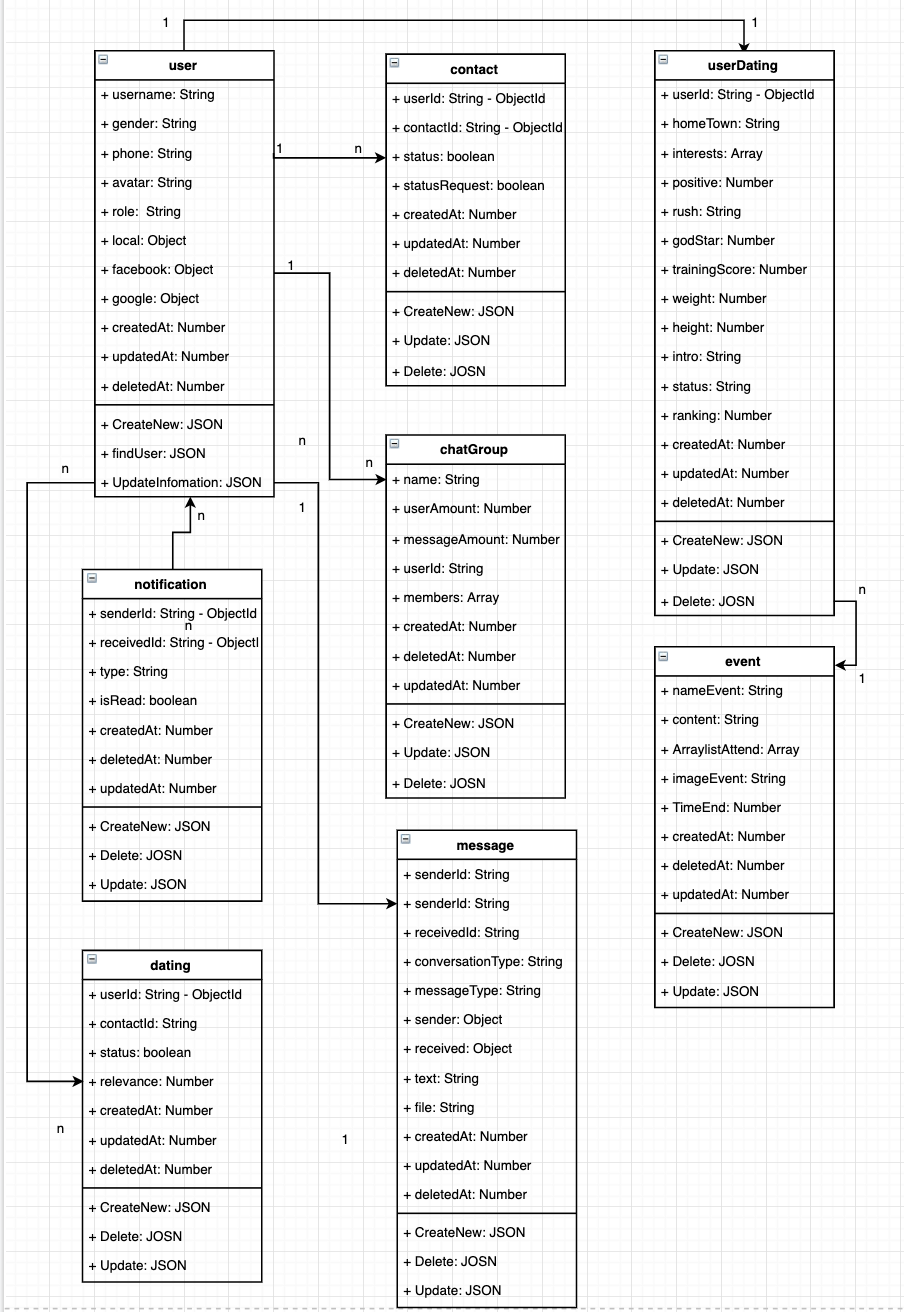 1
1
user
+ username: String
+ gender: String
+ phone: String
+ avatar: String
+ role:  String
+ local: Object
+ facebook: Object
+ google: Object
+ createdAt: Number
+ updatedAt: Number
+ deletedAt: Number
+ CreateNew: JSON
+ findUser: JSON
+ UpdateInfomation: JSON
1
n
contact
+ userId: String - ObjectId
+ contactId: String - ObjectId
+ status: boolean
+ statusRequest: boolean
+ createdAt: Number
+ updatedAt: Number
+ deletedAt: Number
+ CreateNew: JSON
+ Update: JSON
+ Delete: JOSN
userDating
+ userId: String - ObjectId
+ homeTown: String
+ interests: Array
+ positive: Number
+ rush: String
+ godStar: Number
+ trainingScore: Number
+ weight: Number
+ height: Number
+ intro: String
+ status: String
+ ranking: Number
+ createdAt: Number
+ updatedAt: Number
+ deletedAt: Number
+ CreateNew: JSON
+ Update: JSON
+ Delete: JOSN
1
n
n
chatGroup
+ name: String
+ userAmount: Number
+ messageAmount: Number
+ userId: String
+ members: Array
+ createdAt: Number
+ deletedAt: Number
+ updatedAt: Number
+ CreateNew: JSON
+ Update: JSON
+ Delete: JOSN
n
1
n
notification
+ senderId: String - ObjectId
n
+ receivedId: String - ObjectI
+ type: String
+ isRead: boolean
+ createdAt: Number
+ deletedAt: Number
+ updatedAt: Number
+ CreateNew: JSON
+ Delete: JOSN
+ Update: JSON
n
1
event
+ nameEvent: String
+ content: String
+ ArraylistAttend: Array
+ imageEvent: String
+ TimeEnd: Number
+ createdAt: Number
+ deletedAt: Number
+ updatedAt: Number
+ CreateNew: JSON
+ Delete: JOSN
+ Update: JSON
message
+ senderId: String
+ senderId: String
+ receivedId: String
+ conversationType: String
+ messageType: String
+ sender: Object
+ received: Object
+ text: String
+ file: String
+ createdAt: Number
+ updatedAt: Number
+ deletedAt: Number
+ CreateNew: JSON
+ Delete: JOSN
+ Update: JSON
dating
+ userId: String - ObjectId
+ contactId: String
+ status: boolean
+ relevance: Number
+ createdAt: Number
+ updatedAt: Number
+ deletedAt: Number
+ CreateNew: JSON
+ Delete: JOSN
+ Update: JSON
n
1